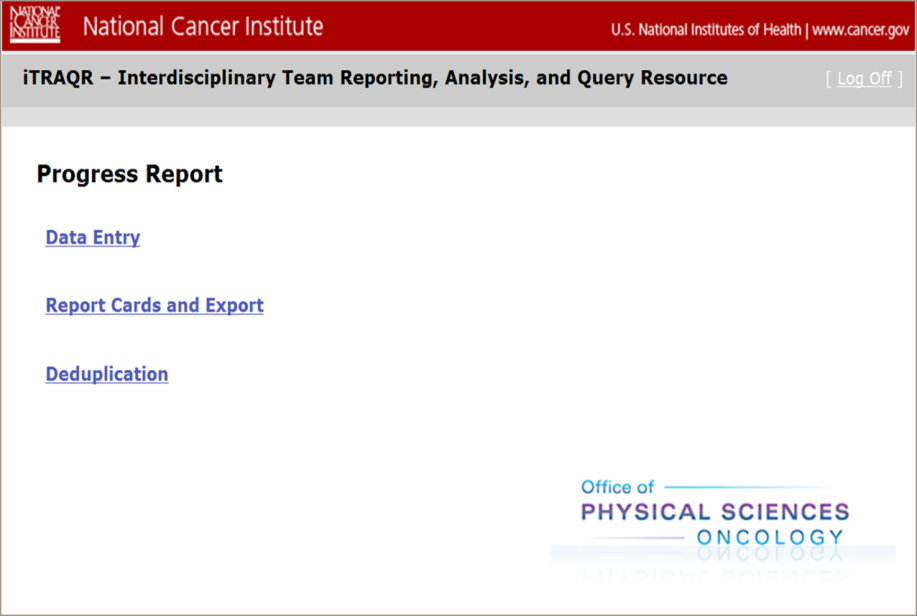 NATIONAL
CANCER
INSTITUTE
National Cancer Institute
U.S. National Institutes of Health | www.cancer.gov
iTRAQR – Interdisciplinary Team Reporting, Analysis, and Query Resource
[ Log Off ]
Progress Report
Data Entry
Report Cards and Export
Deduplication
Office of
PHYSICAL SCIENCES
ONCOLOGY